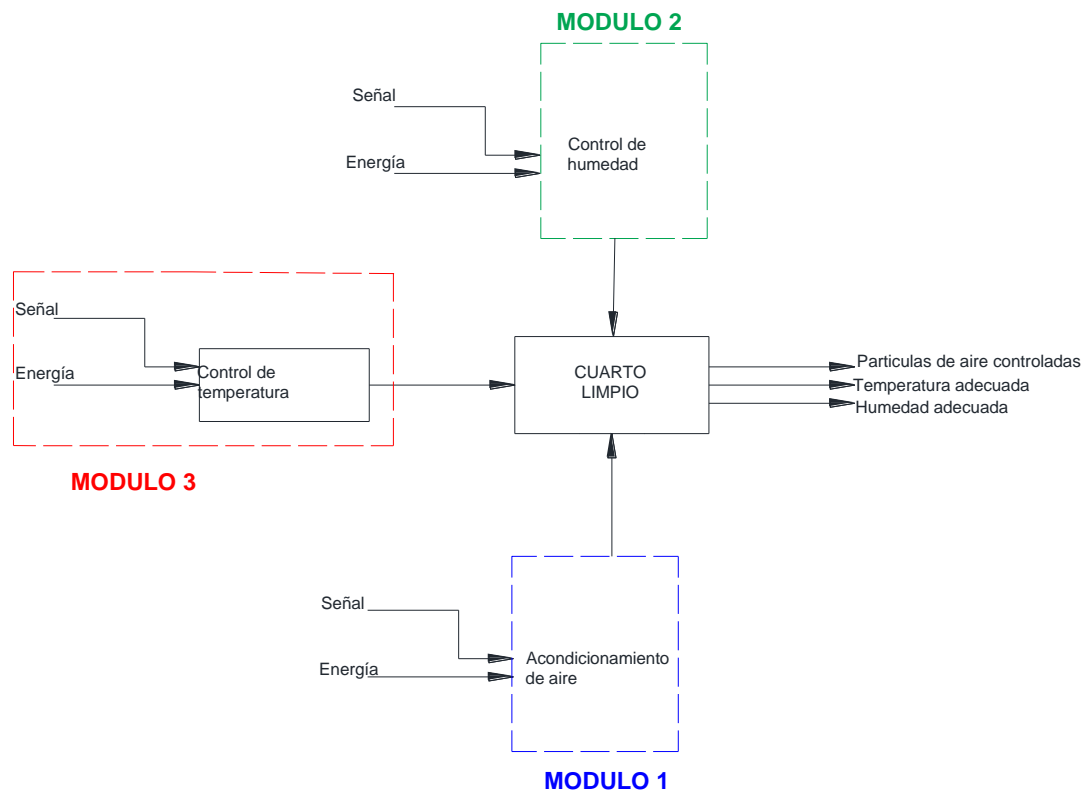 MODULO 2
Señal
Energía
Control de
humedad
Señal
Energía
Control de
temperatura
MODULO 3
CUARTO
LIMPIO
Particulas de aire controladas
Temperatura adecuada
Humedad adecuada
Señal
Energía
Acondicionamiento
de aire
MODULO 1